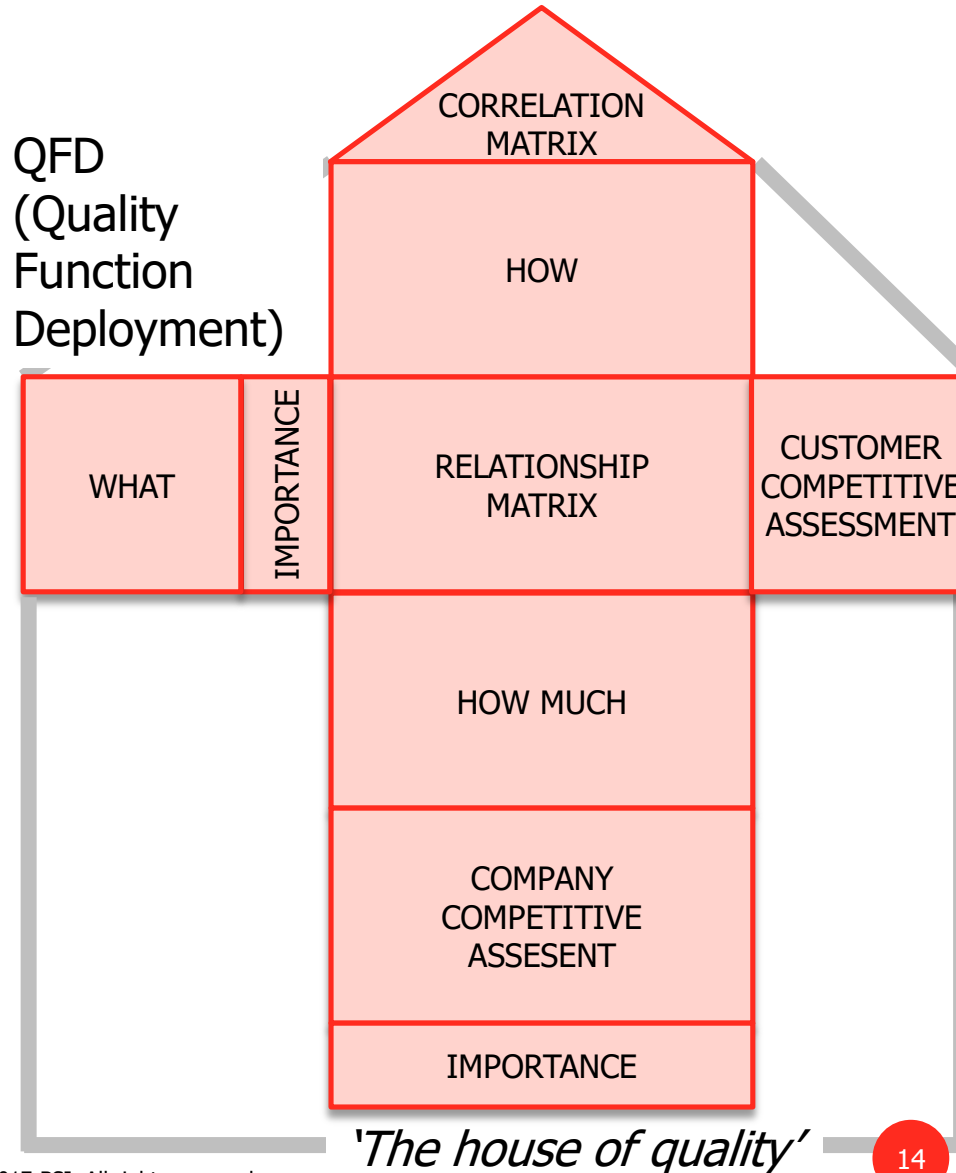 QFD
(Quality
Function
Deployment)
CORRELATION
MATRIX
HOW
WHAT
IMPORTANCE
RELATIONSHIP
MATRIX
CUSTOMER
COMPETITIVE
ASSESSMENT
HOW MUCH
COMPANY
COMPETITIVE
ASSESENT
IMPORTANCE
‘The house of quality’
14